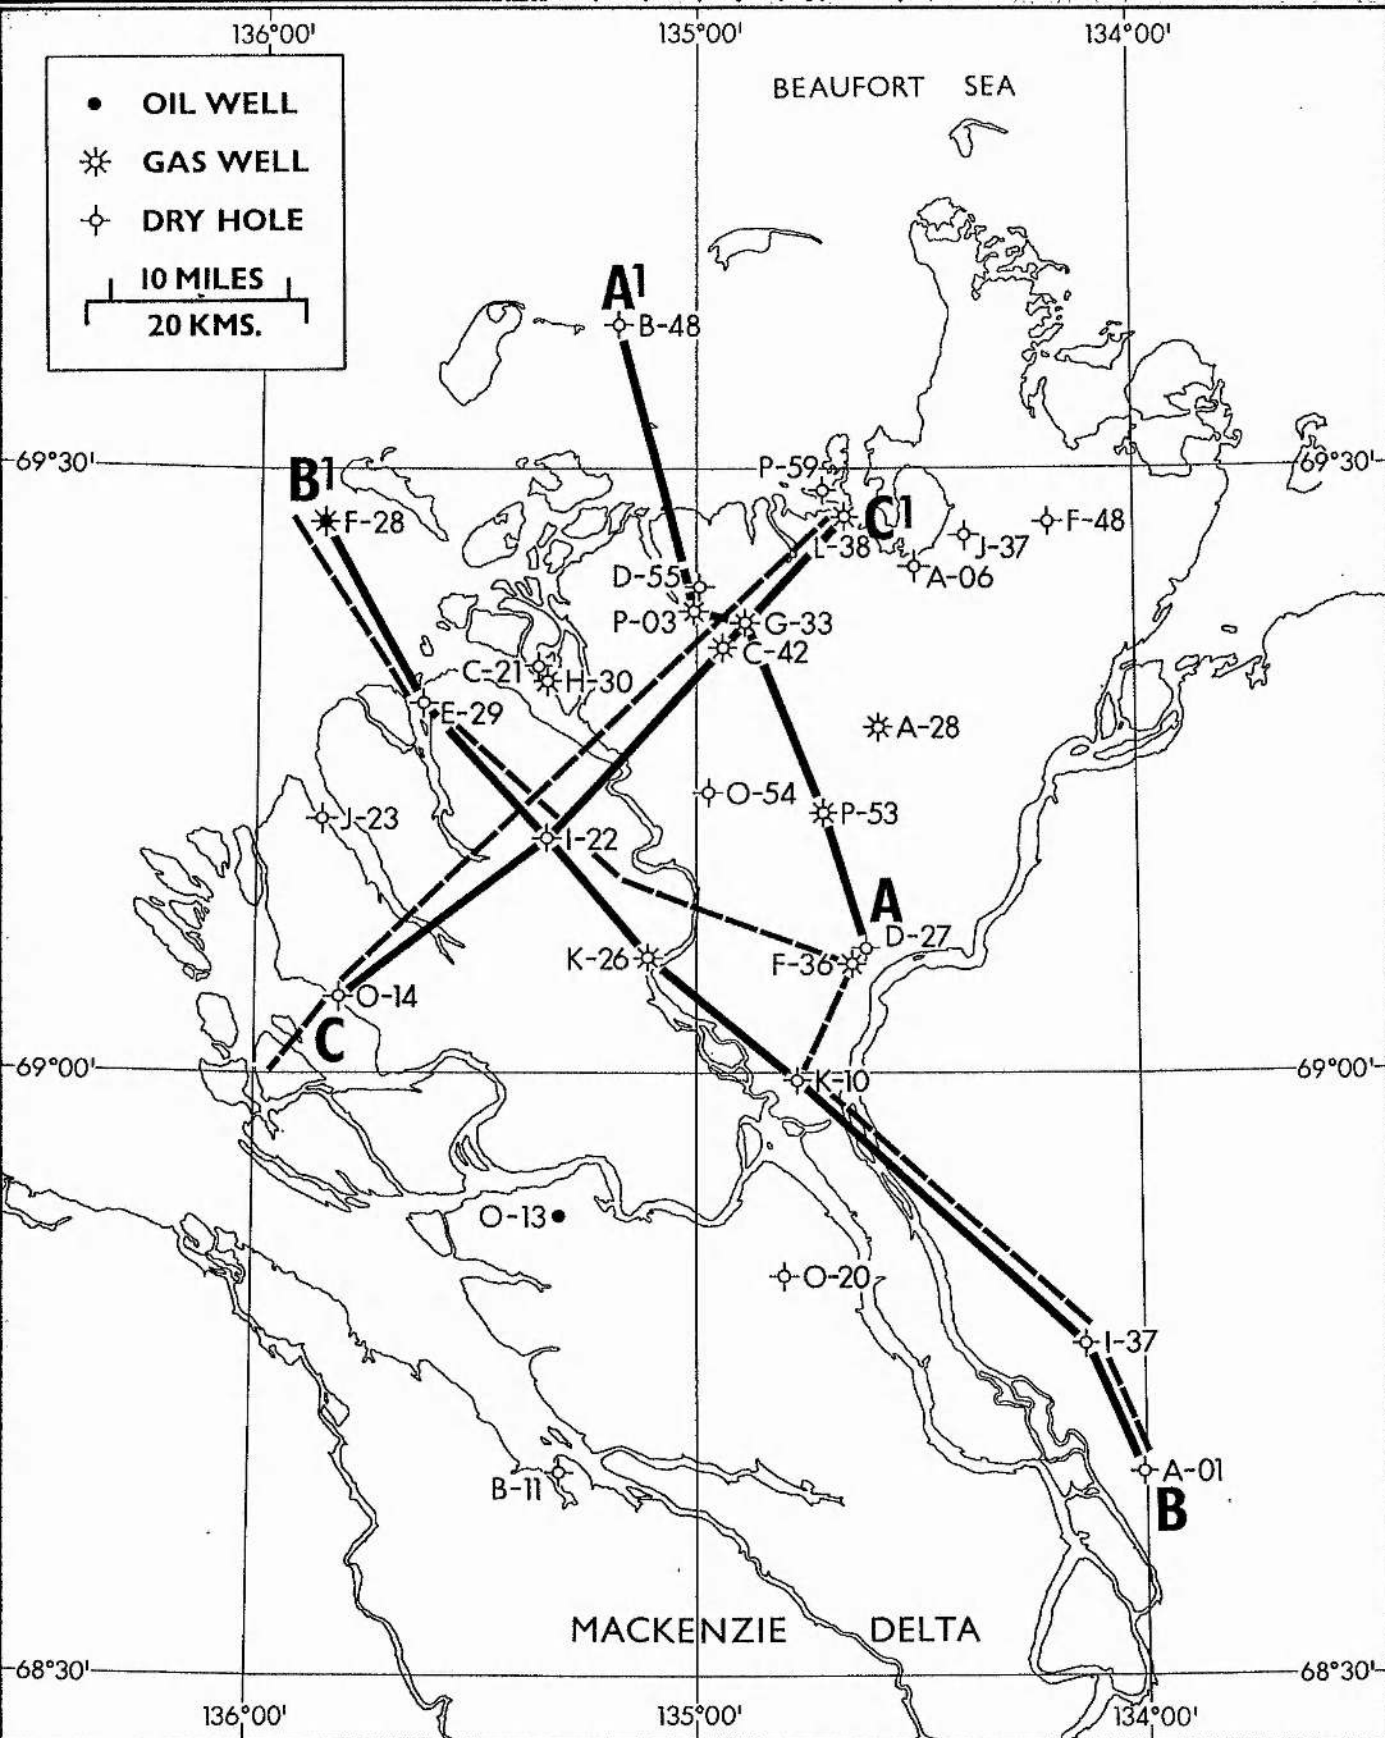 136°00'
135°00'
134°00'
OIL WELL
GAS WELL
DRY HOLE
10 MILES
20 KMS.
BEAUFORT SEA
A1
B-48
69°30'
69°30'
B1
F-28
P-59
C1
L-38
F-48
J-37
A-06
D-55
P-03
G-33
C-42
C-21
H-30
E-29
A-28
O-54
P-53
J-23
I-22
A
D-27
K-26
F-36
O-14
C
69°00'
69°00'
K-10
O-13
O-20
I-37
A-01
B
B-11
MACKENZIE DELTA
68°30'
68°30'
136°00'
135°00'
134°00'